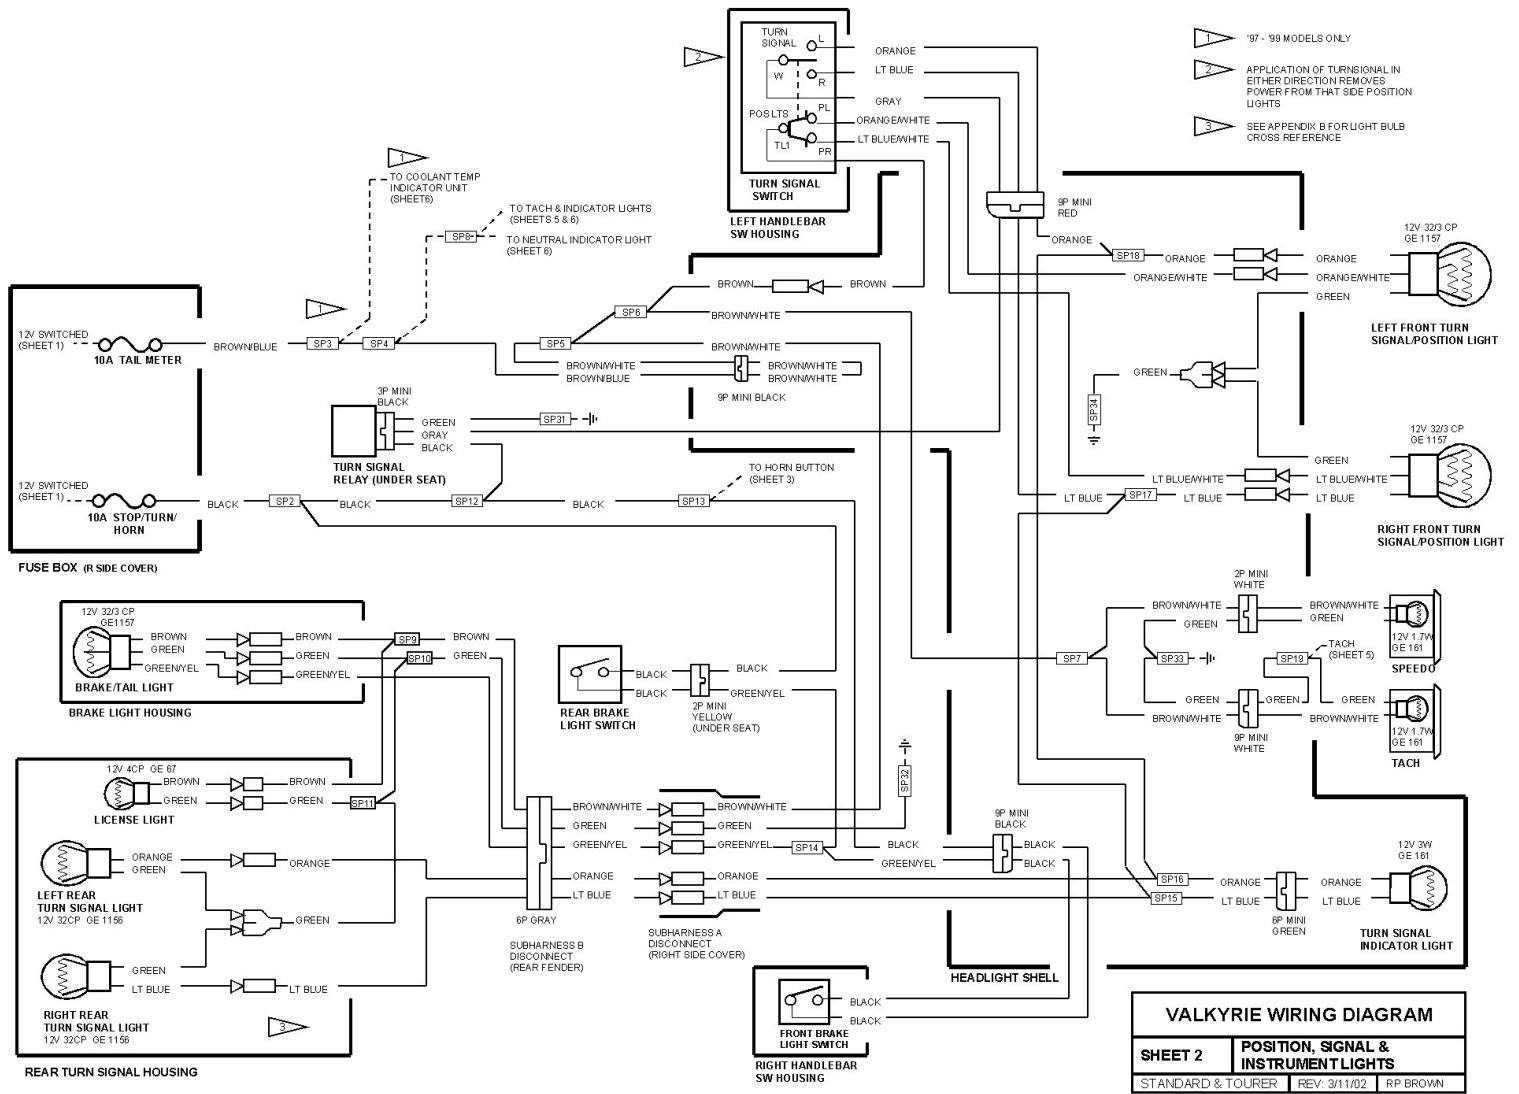 TURN
SIGNAL
L
W
R
POS LTS
PL
TL1
PR
TURN SIGNAL
SWITCH
LEFT HANDLEBAR
SW HOUSING
2
ORANGE
LT BLUE
GRAY
ORANGE/WHITE
LT BLUE/WHITE
1 '97 - '99 MODELS ONLY
2 APPLICATION OF TURNSIGNAL IN
EITHER DIRECTION REMOVES
POWER FROM THAT SIDE POSITION
LIGHTS
3 SEE APPENDIX B FOR LIGHT BULB
CROSS REFERENCE
1
TO COOLANT TEMP
INDICATOR UNIT
(SHEET6)
SP8
TO TACH & INDICATOR LIGHTS
(SHEETS 5 & 6)
TO NEUTRAL INDICATOR LIGHT
(SHEET 6)
9P MINI
RED
ORANGE
SP18
ORANGE
ORANGE
ORANGE/WHITE
ORANGE/WHITE
GREEN
12V 32/3 CP
GE 1157
LEFT FRONT TURN
SIGNAL/POSITION LIGHT
1
12V SWITCHED
(SHEET 1)
10A TAIL METER
BROWN/BLUE
SP3
SP4
SP5
SP6
BROWN
BROWN
BROWN/WHITE
BROWN/WHITE
BROWN/WHITE
BROWN/BLUE
BROWN/WHITE
BROWN/WHITE
9P MINI BLACK
GREEN
SP34
3P MINI
BLACK
GREEN
GRAY
BLACK
SP31
TURN SIGNAL
RELAY (UNDER SEAT)
12V 32/3 CP
GE 1157
GREEN
LT BLUE/WHITE
LT BLUE/WHITE
LT BLUE
SP17
LT BLUE
LT BLUE
RIGHT FRONT TURN
SIGNAL/POSITION LIGHT
12V SWITCHED
(SHEET 1)
10A STOP/TURN/
HORN
BLACK
SP2
BLACK
SP12
BLACK
SP13
TO HORN BUTTON
(SHEET 3)
FUSE BOX (R SIDE COVER)
12V 32/3 CP
GE1157
BROWN
GREEN
GREEN/YEL
BROWN
GREEN
GREEN/YEL
SP9
SP10
BROWN
GREEN
BRAKE/TAIL LIGHT
BRAKE LIGHT HOUSING
BLACK
BLACK
BLACK
GREEN/YEL
REAR BRAKE
LIGHT SWITCH
2P MINI
YELLOW
(UNDER SEAT)
2P MINI
WHITE
BROWN/WHITE
GREEN
BROWN/WHITE
GREEN
12V 1.7W
GE 161
SPEEDO
SP7
SP33
SP19
TACH
(SHEET 5)
GREEN
GREEN
GREEN
BROWN/WHITE
BROWN/WHITE
9P MINI
WHITE
12V 1.7W
GE 161
TACH
12V 4CP GE 67
BROWN
GREEN
BROWN
GREEN
SP11
LICENSE LIGHT
ORANGE
GREEN
ORANGE
LEFT REAR
TURN SIGNAL LIGHT
12V 32CP GE 1156
GREEN
GREEN
LT BLUE
LT BLUE
RIGHT REAR
TURN SIGNAL LIGHT
12V 32CP GE 1156
3
REAR TURN SIGNAL HOUSING
BROWN/WHITE
GREEN
GREEN/YEL
ORANGE
LT BLUE
6P GRAY
SUBHARNESS B
DISCONNECT
(REAR FENDER)
BROWN/WHITE
GREEN
GREEN/YEL
ORANGE
LT BLUE
SUBHARNESS A
DISCONNECT
(RIGHT SIDE COVER)
SP32
SP14
BLACK
GREEN/YEL
9P MINI
BLACK
BLACK
BLACK
SP16
SP15
ORANGE
LT BLUE
6P MINI
GREEN
ORANGE
LT BLUE
12V 3W
GE 161
TURN SIGNAL
INDICATOR LIGHT
HEADLIGHT SHELL
BLACK
BLACK
FRONT BRAKE
LIGHT SWITCH
RIGHT HANDLEBAR
SW HOUSING
VALKYRIE WIRING DIAGRAM
SHEET 2
POSITION, SIGNAL &
INSTRUMENT LIGHTS
STANDARD & TOURER
REV: 3/11/02
RP BROWN